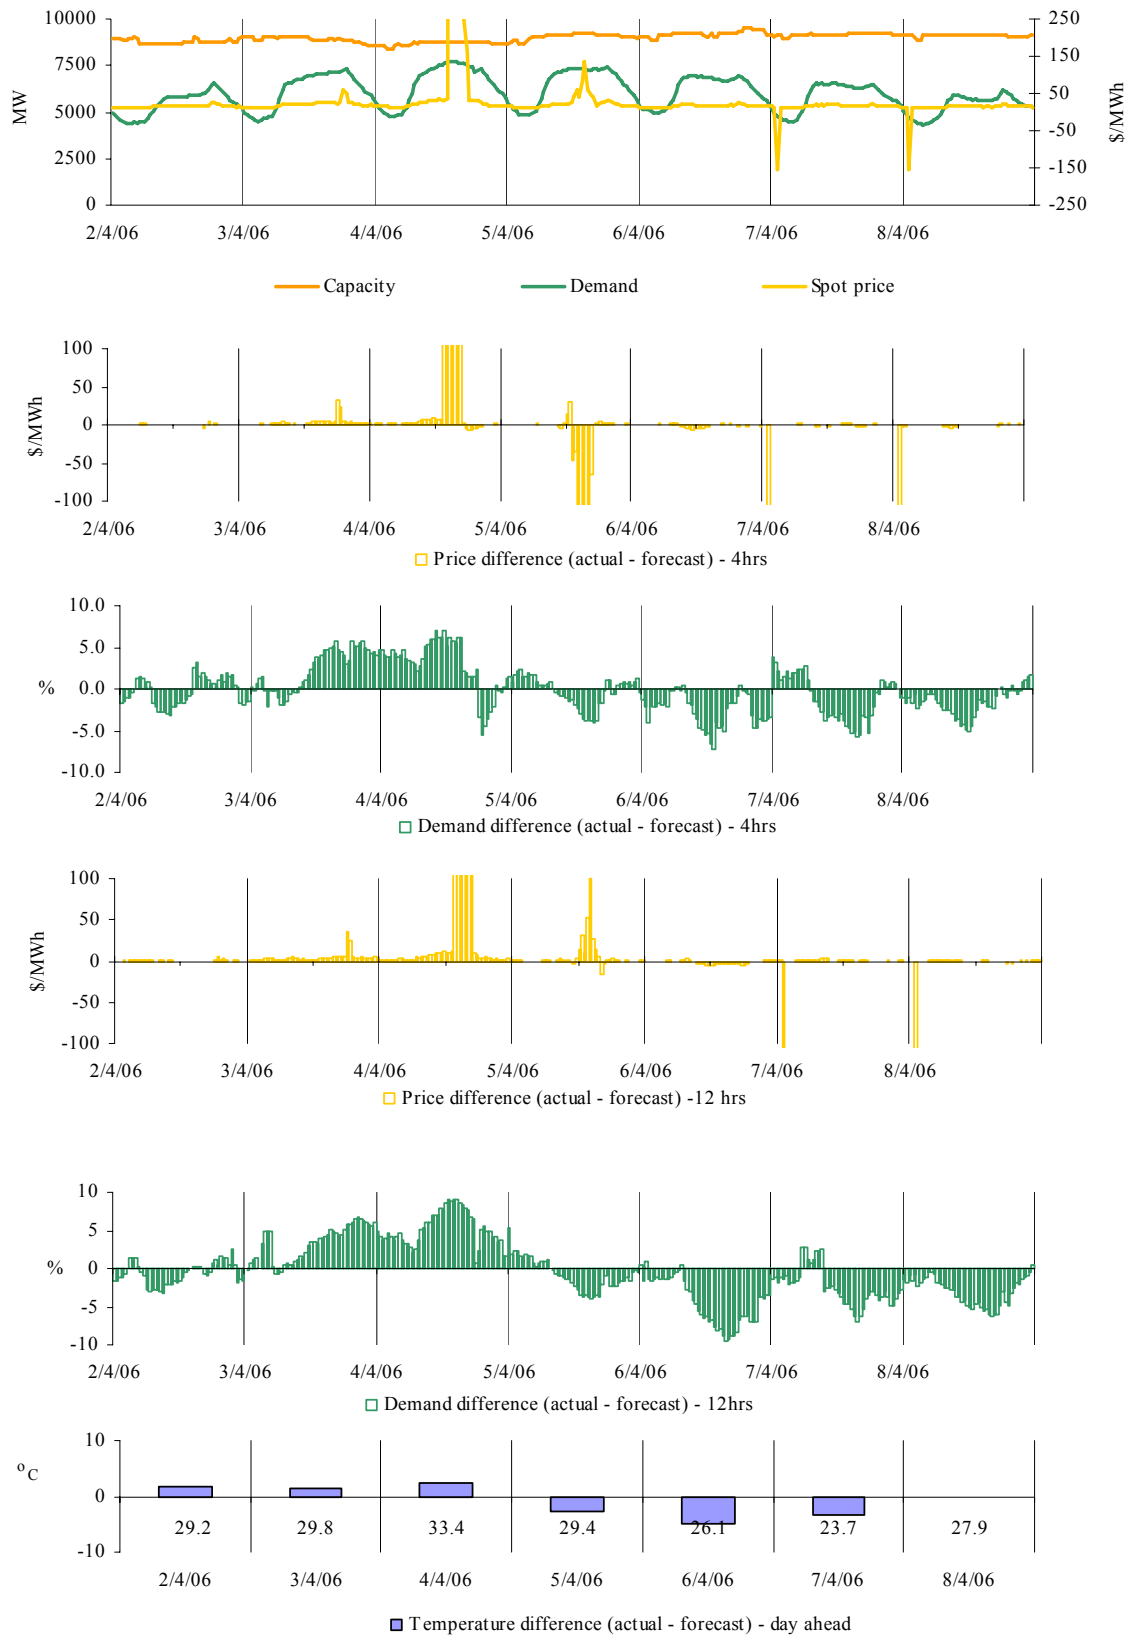 10000 250
7500 150
MW 5000 50 $/MWh
2500 -50
-150
0 -250
2/4/06 3/4/06 4/4/06 5/4/06 6/4/06 7/4/06 8/4/06
Capacity Demand Spot price
100
50
$/MWh 0
-50
-100
2/4/06 3/4/06 4/4/06 5/4/06 6/4/06 7/4/06 8/4/06
Price difference (actual - forecast) - 4hrs
10.0
5.0
% 0.0
-5.0
-10.0
2/4/06 3/4/06 4/4/06 5/4/06 6/4/06 7/4/06 8/4/06
Demand difference (actual - forecast) - 4hrs
100
50
$/MWh 0
-50
-100
2/4/06 3/4/06 4/4/06 5/4/06 6/4/06 7/4/06 8/4/06
Price difference (actual - forecast) -12 hrs
10
5
% 0
-5
-10
2/4/06 3/4/06 4/4/06 5/4/06 6/4/06 7/4/06 8/4/06
Demand difference (actual - forecast) - 12hrs
10
°C
0
29.2 29.8 33.4 29.4 26.1 23.7 27.9
-10
2/4/06 3/4/06 4/4/06 5/4/06 6/4/06 7/4/06 8/4/06
Temperature difference (actual - forecast) - day ahead